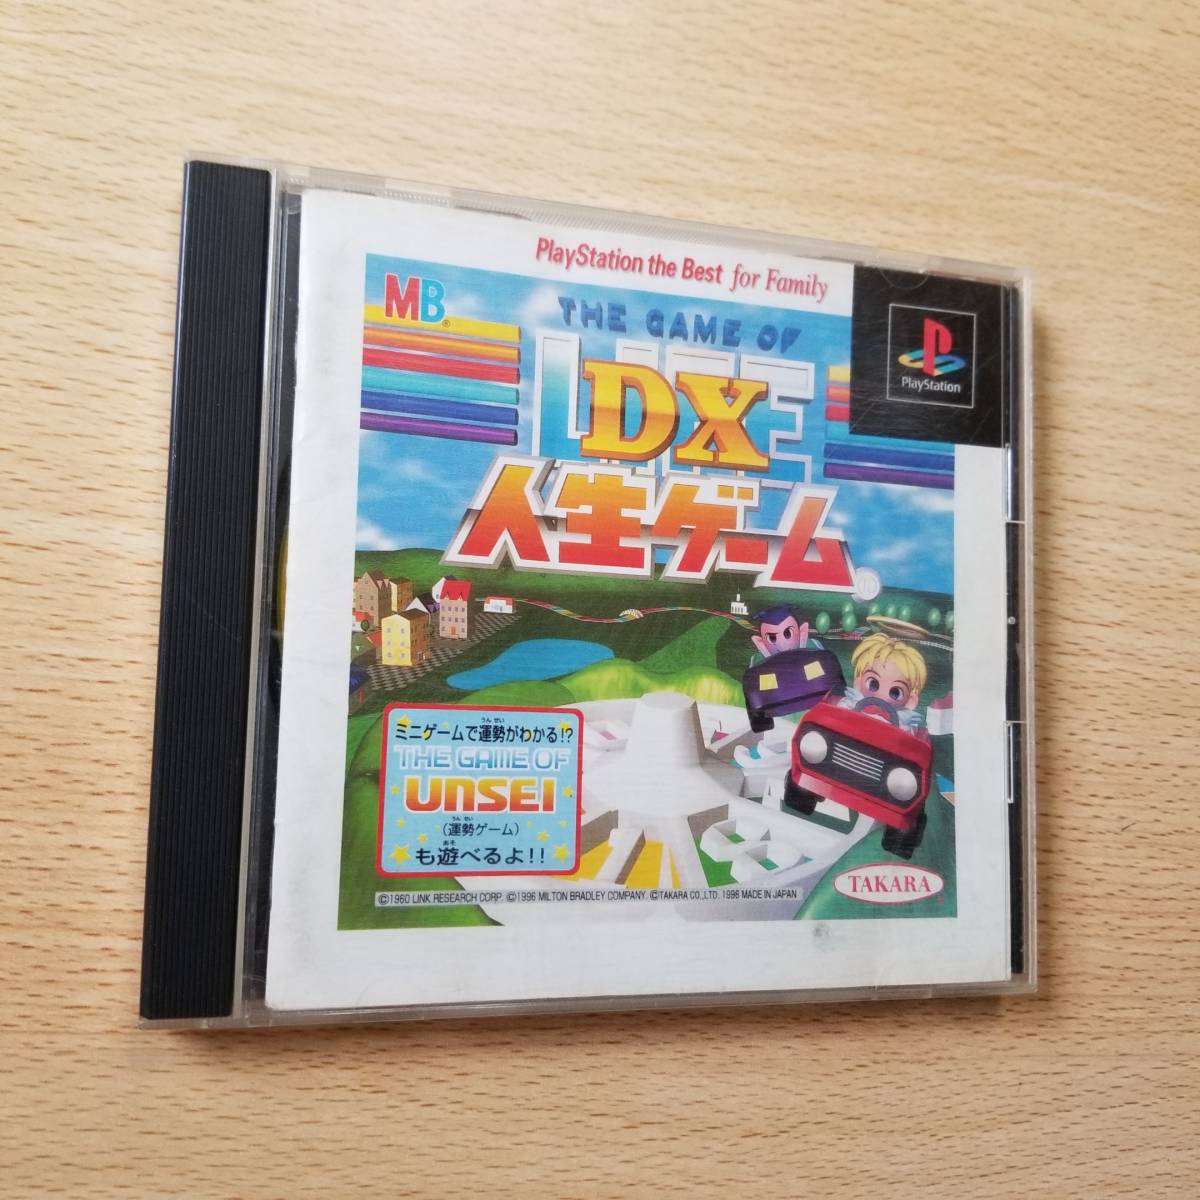 PlayStation the Best for Family
MB®
PlayStation
THE GAME OF
LIFE
DX
人生ゲーム®
ミニゲームで運勢がわかる!?
うんせい
THE GAME OF
UNSEI
うんせい
(運勢ゲーム)
あそ
も遊べるよ!!
TAKARA
©1960 LINK RESEARCH CORP. ©1996 MILTON BRADLEY COMPANY. ©TAKARA CO.,LTD. 1996 MADE IN JAPAN